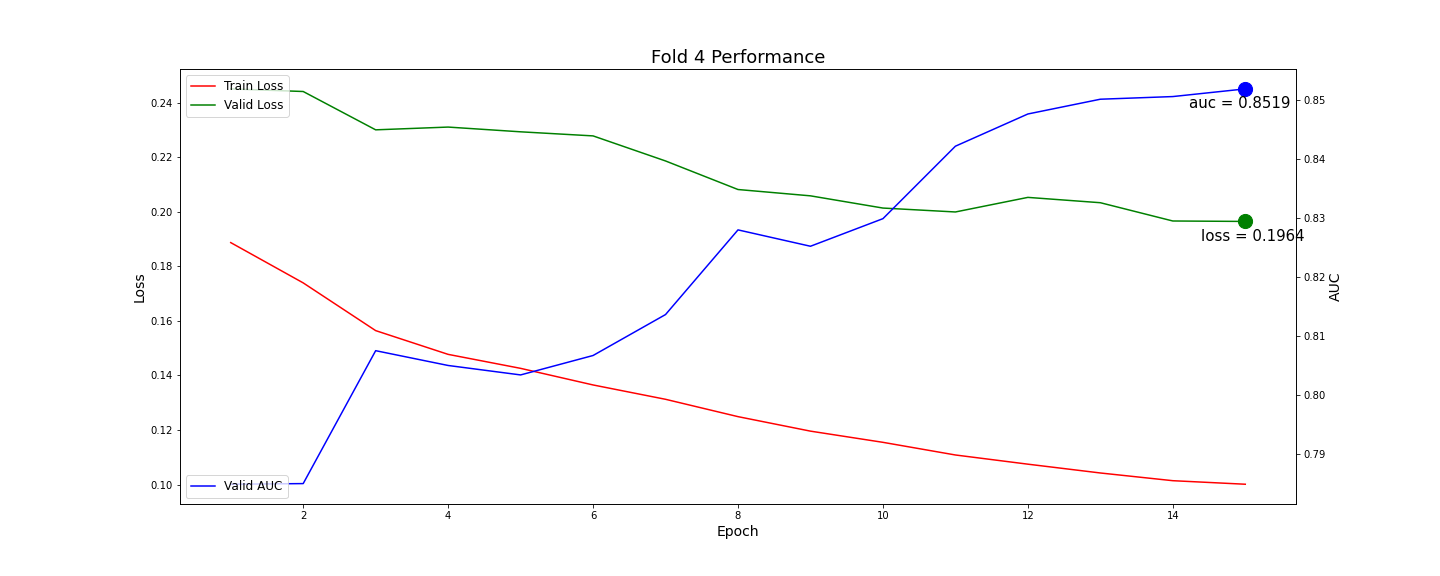 Fold 4 Performance
Train Loss
Valid Loss
Valid AUC
auc = 0.8519
loss = 0.1964
Loss
0.24
0.22
0.20
0.18
0.16
0.14
0.12
0.10
AUC
0.85
0.84
0.83
0.82
0.81
0.80
0.79
2 4 6 8 10 12 14
Epoch